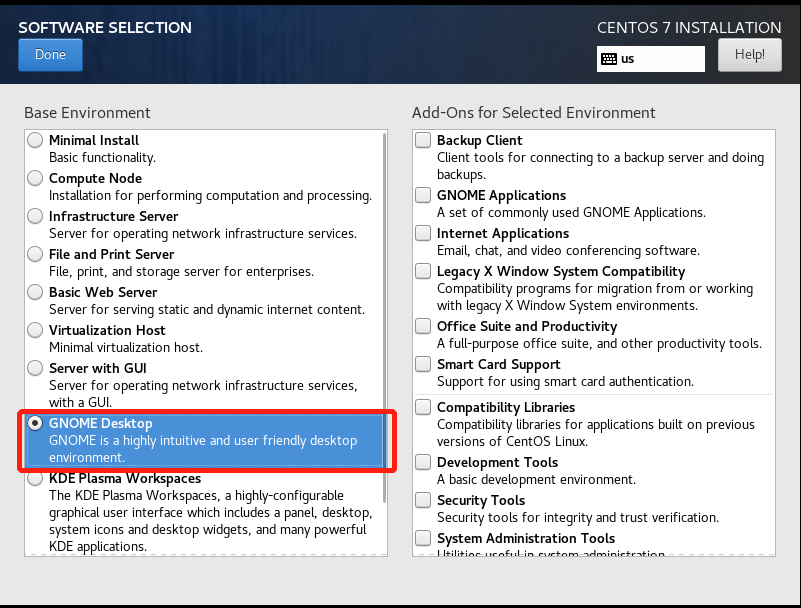 SOFTWARE SELECTION
Done
CENTOS 7 INSTALLATION
us
Help!
Base Environment
Minimal Install
Basic functionality.
Compute Node
Installation for performing computation and processing.
Infrastructure Server
Server for operating network infrastructure services.
File and Print Server
File, print, and storage server for enterprises.
Basic Web Server
Server for serving static and dynamic internet content.
Virtualization Host
Minimal virtualization host.
Server with GUI
Server for operating network infrastructure services,
with a GUI.
GNOME Desktop
GNOME is a highly intuitive and user friendly desktop
environment.
KDE Plasma Workspaces
The KDE Plasma Workspaces, a highly-configurable
graphical user interface which includes a panel, desktop,
system icons and desktop widgets, and many powerful
KDE applications.
Add-Ons for Selected Environment
Backup Client
Client tools for connecting to a backup server and doing
backups.
GNOME Applications
A set of commonly used GNOME Applications.
Internet Applications
Email, chat, and video conferencing software.
Legacy X Window System Compatibility
Compatibility programs for migration from or working
with legacy X Window System environments.
Office Suite and Productivity
A full-purpose office suite, and other productivity tools.
Smart Card Support
Support for using smart card authentication.
Compatibility Libraries
Compatibility libraries for applications built on previous
versions of CentOS Linux.
Development Tools
A basic development environment.
Security Tools
Security tools for integrity and trust verification.
System Administration Tools
Utilities useful in system administration.